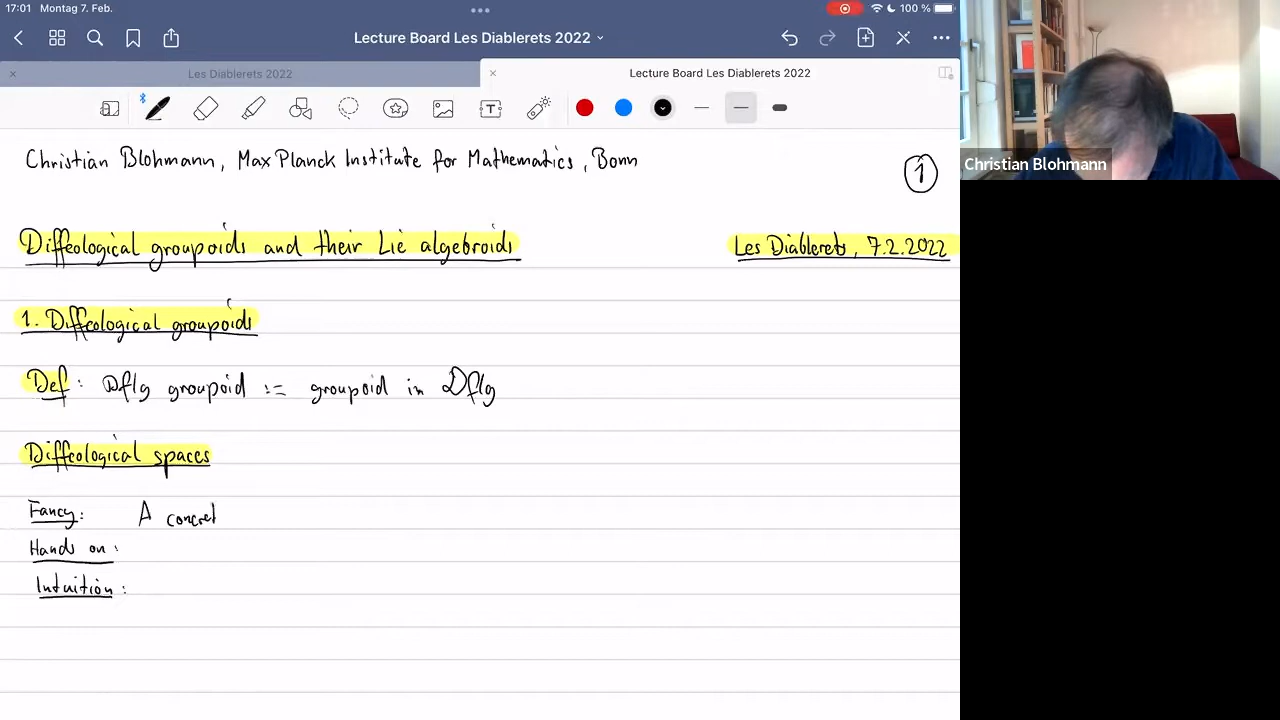 17:01 Montag 7. Feb.
100 %
Lecture Board Les Diablerets 2022
Les Diablerets 2022
Lecture Board Les Diablerets 2022
Christian Blohmann, Max Planck Institute for Mathematics, Bonn
1
Diffeological groupoids and their Lie algebroids
Les Diablerets, 7.2.2022
1. Diffeological groupoids
Def: Dflg groupoid := groupoid in Dflg
Diffeological spaces
Fancy: A concret
Hands on:
Intuition:
Christian Blohmann